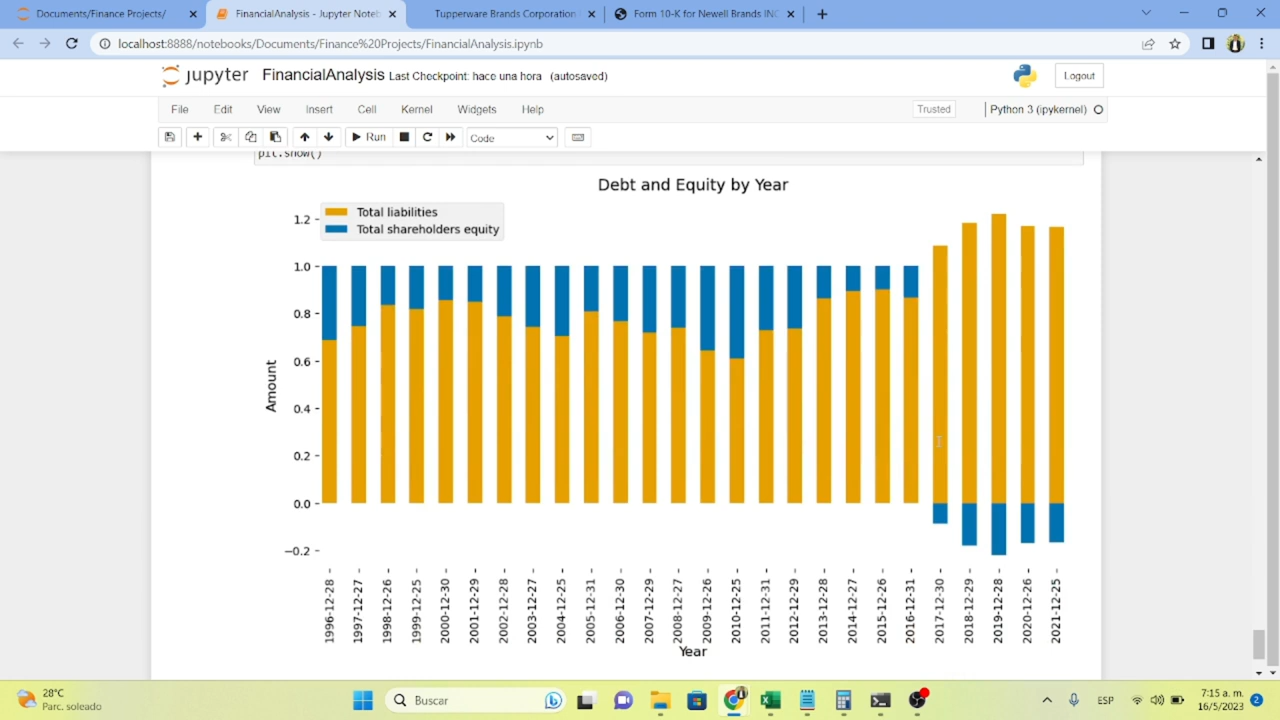 Documents/Finance Projects/
FinancialAnalysis - Jupyter Noteb
Tupperware Brands Corporation
Form 10-K for Newell Brands INC
localhost:8888/notebooks/Documents/Finance%20Projects/FinancialAnalysis.ipynb
jupyter FinancialAnalysis Last Checkpoint: hace una hora (autosaved)
Logout
File Edit View Insert Cell Kernel Widgets Help
Trusted
Python 3 (ipykernel)
Run
Code
plt.show()
Debt and Equity by Year
Total liabilities
Total shareholders equity
1.2
1.0
0.8
0.6
0.4
0.2
0.0
−0.2
Amount
1996-12-28
1997-12-27
1998-12-26
1999-12-25
2000-12-30
2001-12-29
2002-12-28
2003-12-27
2004-12-25
2005-12-31
2006-12-30
2007-12-29
2008-12-27
2009-12-26
2010-12-25
2011-12-31
2012-12-29
2013-12-28
2014-12-27
2015-12-26
2016-12-31
2017-12-30
2018-12-29
2019-12-28
2020-12-26
2021-12-25
Year
28°C
Parc. soleado
Buscar
ESP
7:15 a. m.
16/5/2023
2